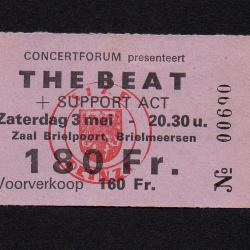 CONCERTFORUM presenteert
THE BEAT
+ SUPPORT ACT
Zaterdag 3 mei - 20.30 u.
Zaal Brielpoort, Brielmeersen
180 Fr.
Voorverkoop 160 Fr.
№ 00690
DEINZE